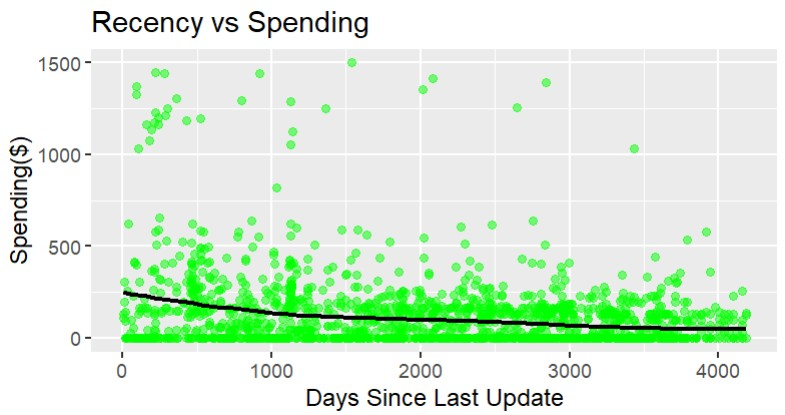 Recency vs Spending
1500
1000
500
0
Spending($)
0 1000 2000 3000 4000
Days Since Last Update